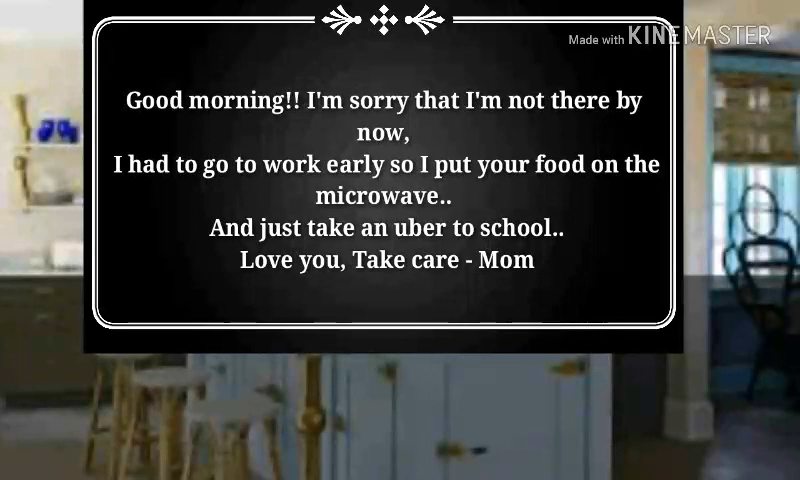 Made with KINEMASTER
Good morning!! I'm sorry that I'm not there by
now,
I had to go to work early so I put your food on the
microwave..
And just take an uber to school..
Love you, Take care - Mom